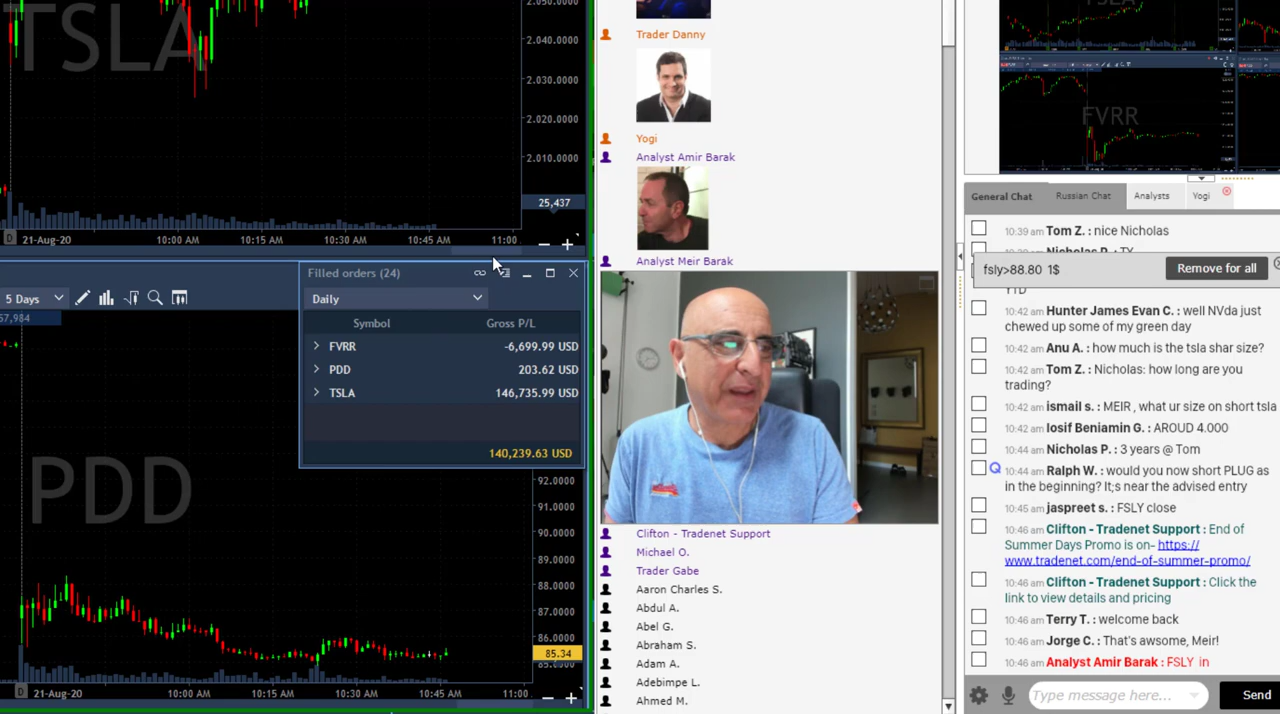 TSLA
2.050.0000
2.040.0000
2.030.0000
2.020.0000
2.010.0000
25,437
D 21-Aug-20 10:00 AM 10:15 AM 10:30 AM 10:45 AM 11:00
5 Days
57,984
Filled orders (24)
Daily
Symbol Gross P/L
FVRR -6,699.99 USD
PDD 203.62 USD
TSLA 146,735.99 USD
140,239.63 USD
PDD
92.0000
90.0000
89.0000
88.0000
87.0000
86.0000
85.34
D 21-Aug-20 10:00 AM 10:15 AM 10:30 AM 10:45 AM 11:00
Trader Danny
Yogi
Analyst Amir Barak
Analyst Meir Barak
Clifton - Tradenet Support
Michael O.
Trader Gabe
Aaron Charles S.
Abdul A.
Abel G.
Abraham S.
Adam A.
Adebimpe L.
Ahmed M.
TSLA
FVRR
General Chat Russian Chat Analysts Yogi
10:39 am Tom Z. : nice Nicholas
fsly>88.80 1$ Remove for all
YTD
10:42 am Hunter James Evan C. : well NVda just
chewed up some of my green day
10:42 am Anu A. : how much is the tsla shar size?
10:42 am Tom Z. : Nicholas: how long are you
trading?
10:42 am ismail s. : MEIR , what ur size on short tsla
10:42 am Iosif Beniamin G. : AROUD 4.000
10:44 am Nicholas P. : 3 years @ Tom
Q 10:44 am Ralph W. : would you now short PLUG as
in the beginning? It;s near the advised entry
10:45 am jaspreet s. : FSLY close
10:46 am Clifton - Tradenet Support : End of
Summer Days Promo is on- https://
www.tradenet.com/end-of-summer-promo/
10:46 am Clifton - Tradenet Support : Click the
link to view details and pricing
10:46 am Terry T. : welcome back
10:46 am Jorge C. : That's awsome, Meir!
10:46 am Analyst Amir Barak : FSLY in
Type message here...
Send